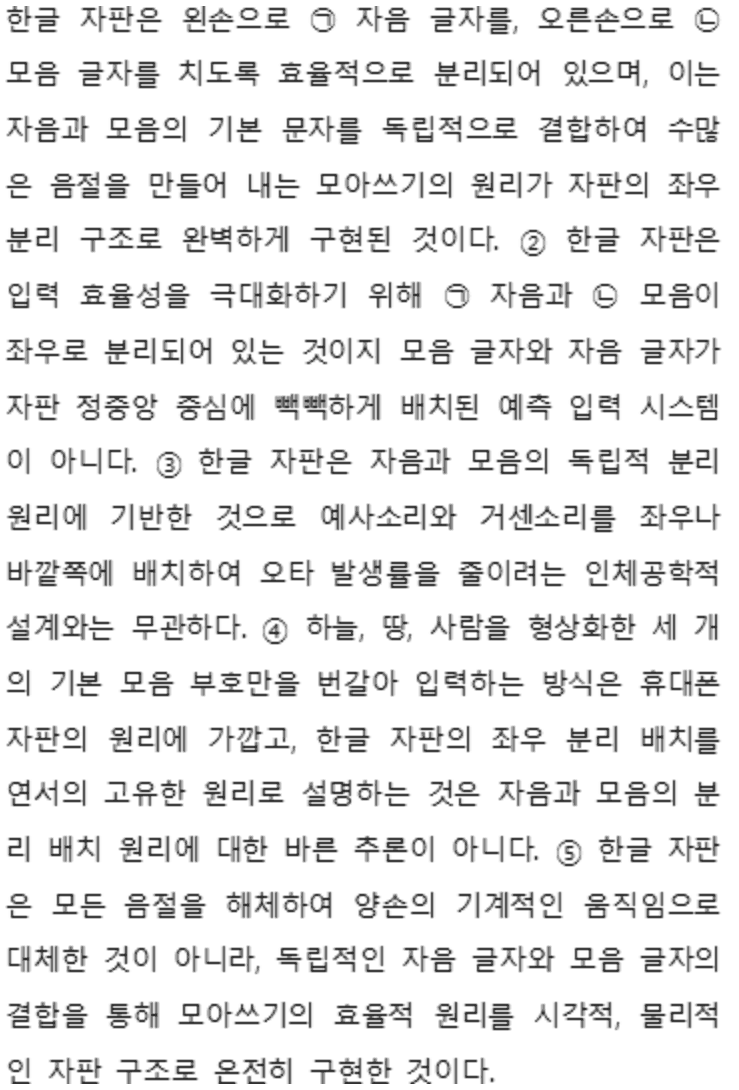 한글 자판은 왼손으로 ㉠ 자음 글자를, 오른손으로 ㉡
모음 글자를 치도록 효율적으로 분리되어 있으며, 이는
자음과 모음의 기본 문자를 독립적으로 결합하여 수많
은 음절을 만들어 내는 모아쓰기의 원리가 자판의 좌우
분리 구조로 완벽하게 구현된 것이다. ② 한글 자판은
입력 효율성을 극대화하기 위해 ㉠ 자음과 ㉡ 모음이
좌우로 분리되어 있는 것이지 모음 글자와 자음 글자가
자판 정중앙 중심에 빽빽하게 배치된 예측 입력 시스템
이 아니다. ③ 한글 자판은 자음과 모음의 독립적 분리
원리에 기반한 것으로 예사소리와 거센소리를 좌우나
바깥쪽에 배치하여 오타 발생률을 줄이려는 인체공학적
설계와는 무관하다. ④ 하늘, 땅, 사람을 형상화한 세 개
의 기본 모음 부호만을 번갈아 입력하는 방식은 휴대폰
자판의 원리에 가깝고, 한글 자판의 좌우 분리 배치를
연서의 고유한 원리로 설명하는 것은 자음과 모음의 분
리 배치 원리에 대한 바른 추론이 아니다. ⑤ 한글 자판
은 모든 음절을 해체하여 양손의 기계적인 움직임으로
대체한 것이 아니라, 독립적인 자음 글자와 모음 글자의
결합을 통해 모아쓰기의 효율적 원리를 시각적, 물리적
인 자판 구조로 온전히 구현한 것이다.